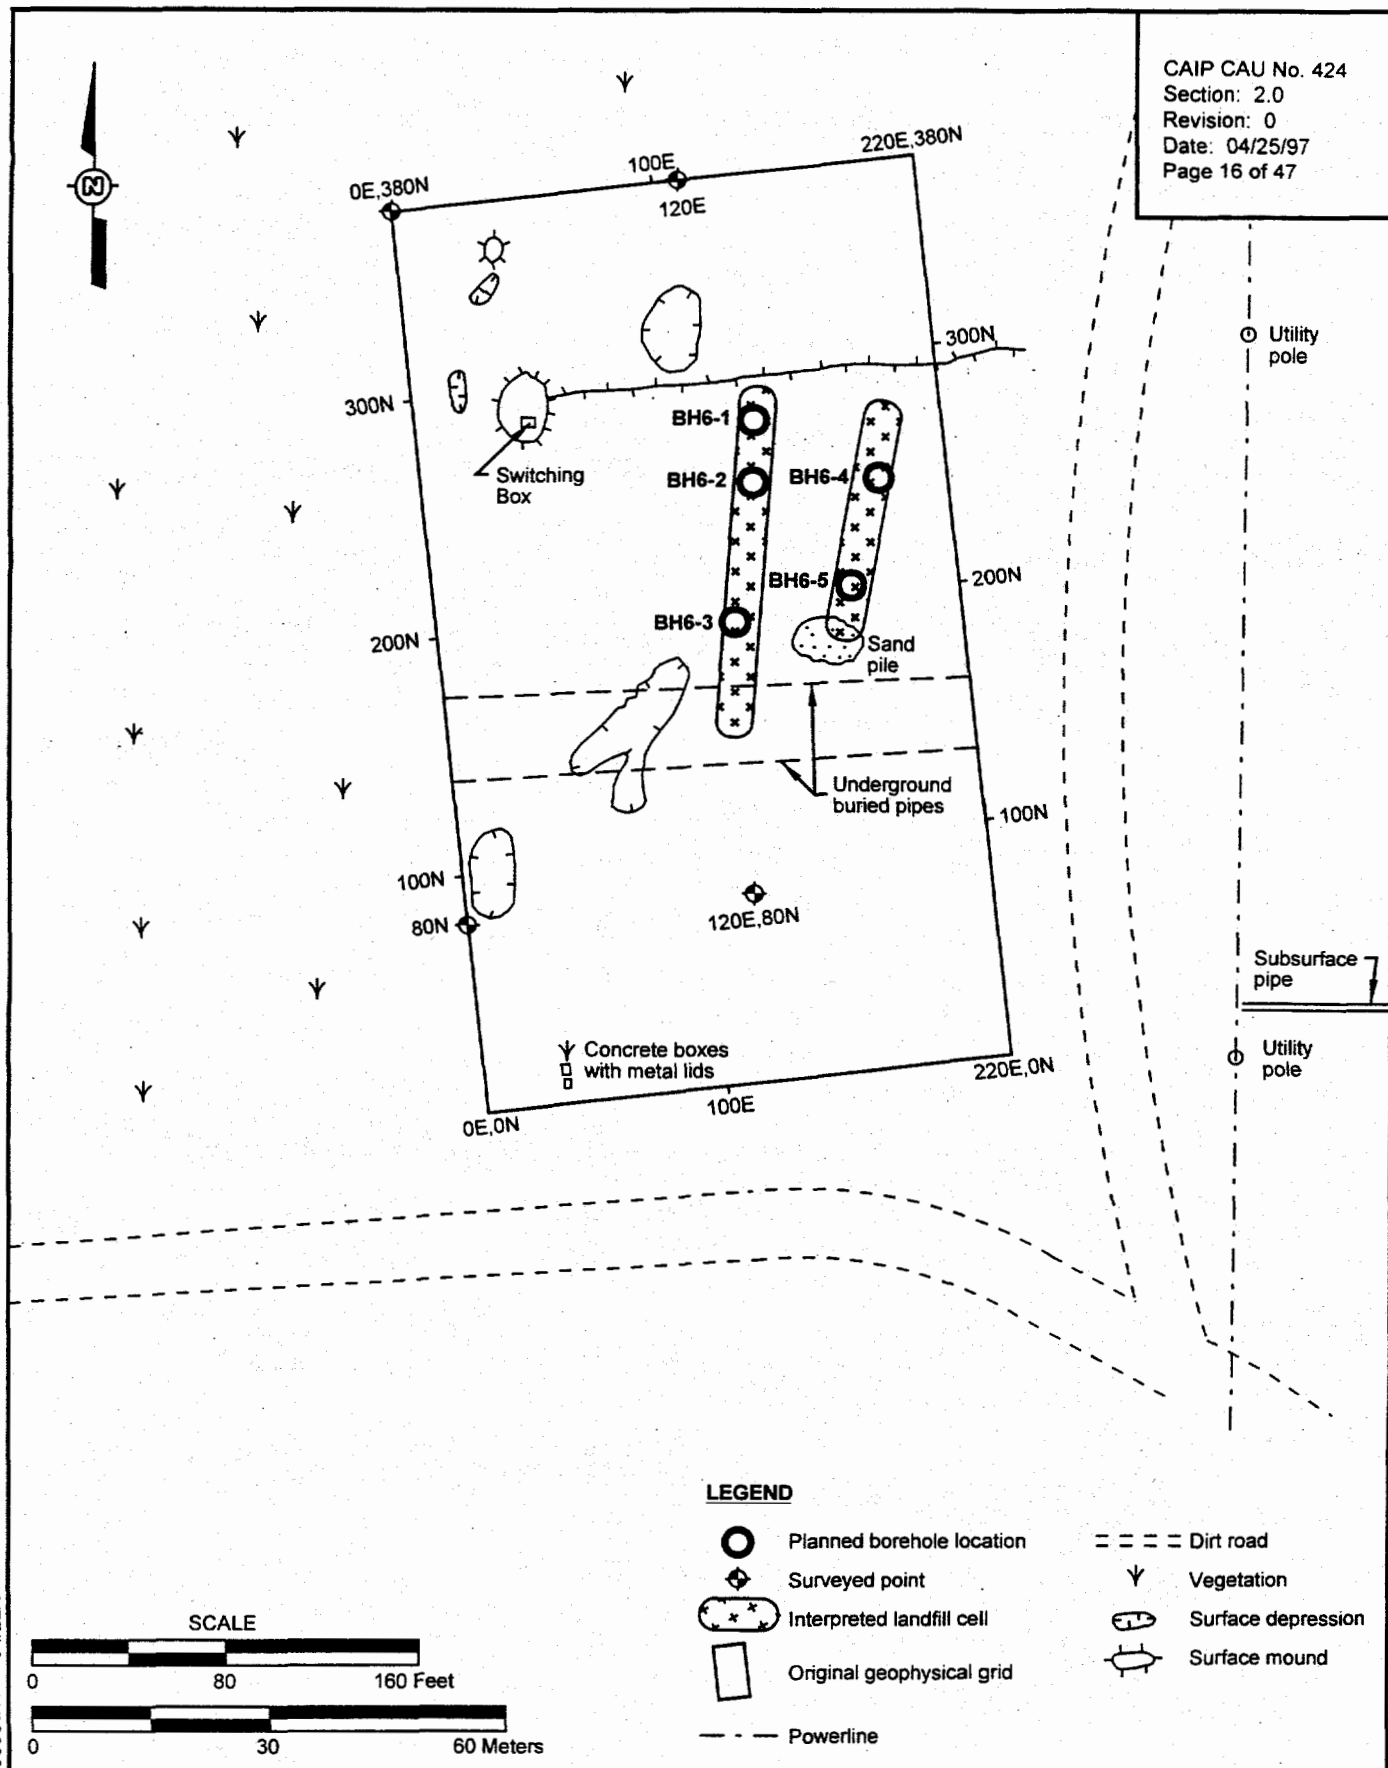 CAIP CAU No. 424
Section: 2.0
Revision: 0
Date: 04/25/97
Page 16 of 47
N
0E,380N
100E
120E
220E,380N
300N
Utility
pole
300N
BH6-1
Switching
Box
BH6-2
BH6-4
BH6-5
200N
BH6-3
200N
Sand
pile
Underground
buried pipes
100N
100N
80N
120E,80N
Subsurface
pipe
Concrete boxes
with metal lids
Utility
pole
220E,0N
100E
0E,0N
LEGEND
Planned borehole location
Dirt road
Surveyed point
Vegetation
Interpreted landfill cell
Surface depression
Original geophysical grid
Surface mound
Powerline
SCALE
0 80 160 Feet
0 30 60 Meters